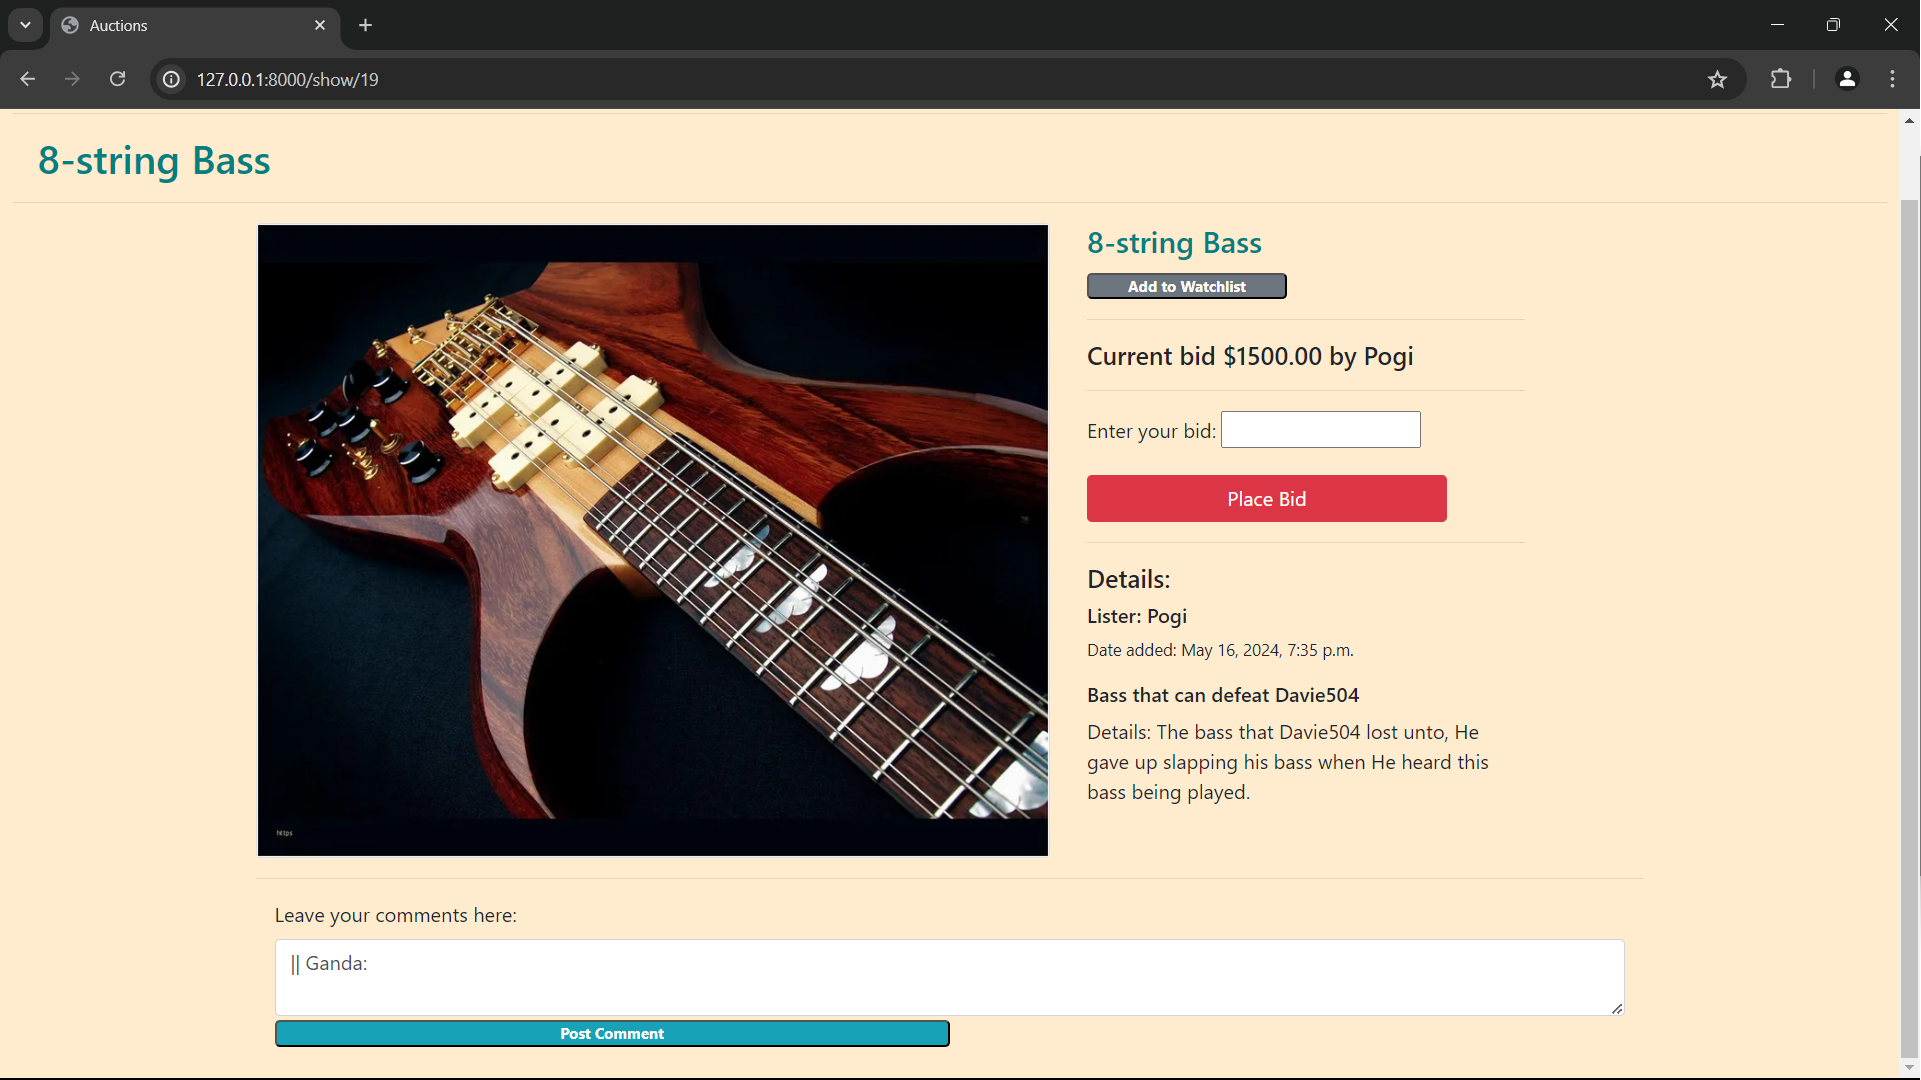 Auctions
127.0.0.1:8000/show/19
8-string Bass
8-string Bass
Add to Watchlist
Current bid $1500.00 by Pogi
Enter your bid:
Place Bid
Details:
Lister: Pogi
Date added: May 16, 2024, 7:35 p.m.
Bass that can defeat Davie504
Details: The bass that Davie504 lost unto, He
gave up slapping his bass when He heard this
bass being played.
https
Leave your comments here:
|| Ganda:
Post Comment